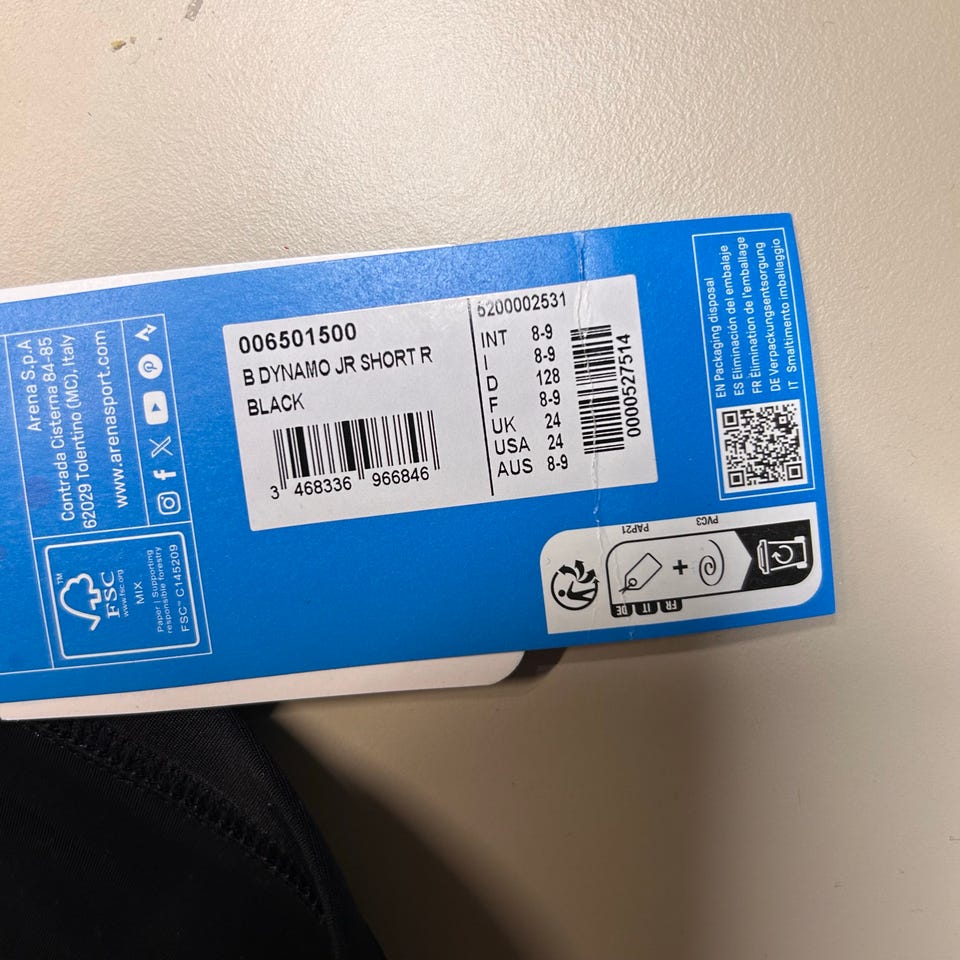 Arena S.p.A
Contrada Cisterna 84-85
62029 Tolentino (MC), Italy
www.arenasport.com
FSC
www.fsc.org
MIX
Paper | Supporting
responsible forestry
FSC™ C145209
006501500
B DYNAMO JR SHORT R
BLACK
3 468336 966846
6200002531
INT 8-9
I 8-9
D 128
F 8-9
UK 24
USA 24
AUS 8-9
0000527514
EN Packaging disposal
ES Eliminación del embalaje
FR Élimination de l'emballage
DE Verpackungsentsorgung
IT Smaltimento imballaggio
PAP21
PVC3
+
FR IT DE